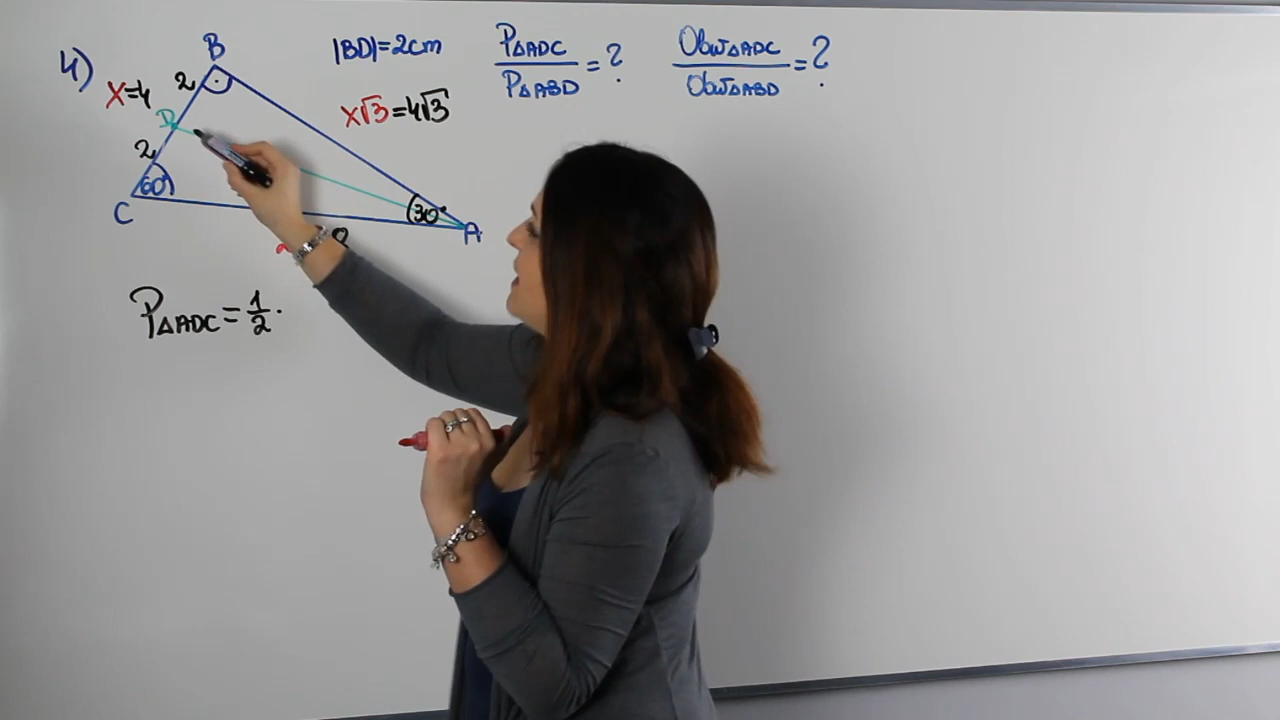 4)
|BD|=2cm
P△ADC / P△ABD = ?
Obw△ADC / Obw△ABD = ?
x=4
x√3=4√3
B
2
D
2
60°
C
30°
A
P△ADC = 1/2 ·